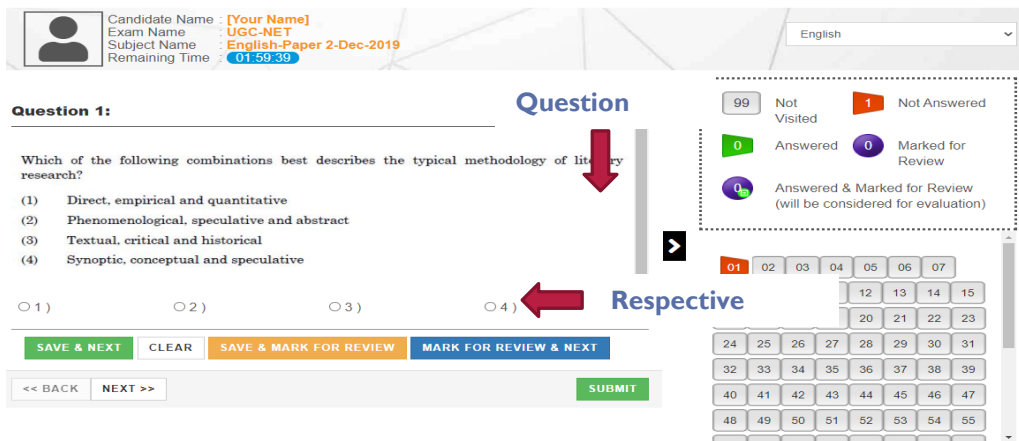 Candidate Name : [Your Name]
Exam Name : UGC-NET
Subject Name : English-Paper 2-Dec-2019
Remaining Time : 01:59:39
English
Question 1:
Question
Which of the following combinations best describes the typical methodology of
research?
(1) Direct, empirical and quantitative
(2) Phenomenological, speculative and abstract
(3) Textual, critical and historical
(4) Synoptic, conceptual and speculative
1 )
2 )
3 )
4 )
Respective
SAVE & NEXT
CLEAR
SAVE & MARK FOR REVIEW
MARK FOR REVIEW & NEXT
<< BACK
NEXT >>
SUBMIT
99 Not Visited
1 Not Answered
0 Answered
0 Marked for Review
0 Answered & Marked for Review
(will be considered for evaluation)
01 02 03 04 05 06 07
12 13 14 15
20 21 22 23
24 25 26 27 28 29 30 31
32 33 34 35 36 37 38 39
40 41 42 43 44 45 46 47
48 49 50 51 52 53 54 55